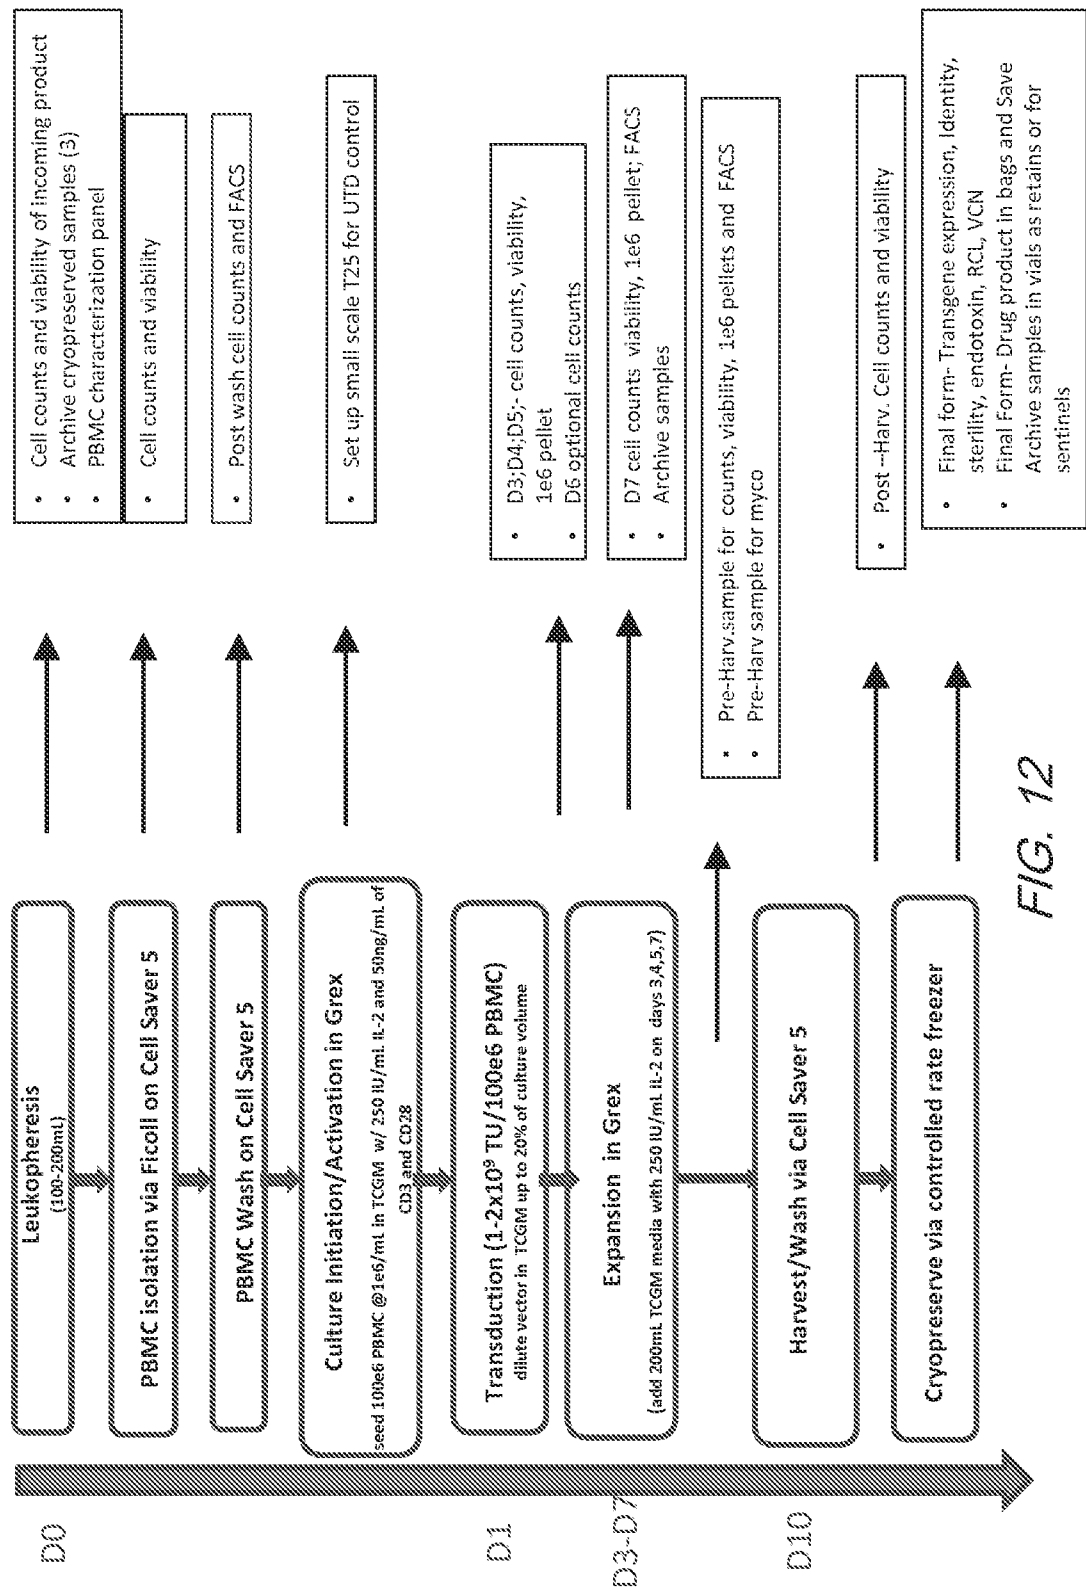 D0
D1
D3-D7
D10
Leukopheresis
(100-200mL)
PBMC isolation via Ficoll on Cell Saver 5
PBMC Wash on Cell Saver 5
Culture Initiation/Activation in Grex
seed 100e6 PBMC @1e6/mL in TCGM w/ 250 IU/mL IL-2 and 50ng/mL of
CD3 and CD28
Transduction (1-2x10⁹ TU/100e6 PBMC)
dilute vector in TCGM up to 20% of culture volume
Expansion in Grex
(add 200mL TCGM media with 250 IU/mL IL-2 on days 3,4,5,7)
Harvest/Wash via Cell Saver 5
Cryopreserve via controlled rate freezer
• Cell counts and viability of incoming product
• Archive cryopreserved samples (3)
• PBMC characterization panel
• Cell counts and viability
• Post wash cell counts and FACS
• Set up small scale T25 for UTD control
• D3;D4;D5;- cell counts, viability,
1e6 pellet
• D6 optional cell counts
• D7 cell counts viability, 1e6 pellet; FACS
• Archive samples
• Pre-Harv.sample for counts, viability, 1e6 pellets and FACS
• Pre-Harv sample for myco
• Post –Harv. Cell counts and viability
• Final form- Transgene expression, Identity,
sterility, endotoxin, RCL, VCN
• Final Form- Drug product in bags and Save
Archive samples in vials as retains or for
sentinels
FIG. 12